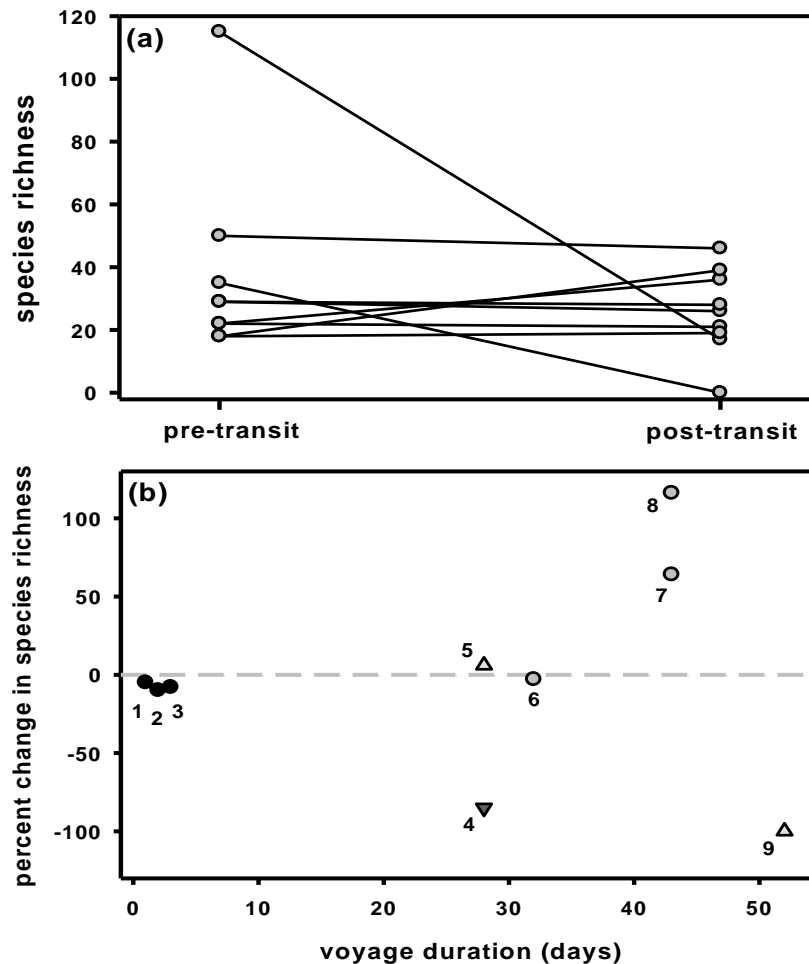 (a)
120
100
80
60
40
20
0
species richness
pre-transit post-transit
(b)
100
50
0
-50
-100
percent change in species richness
8
7
5
6
1 2 3
4
9
0 10 20 30 40 50
voyage duration (days)